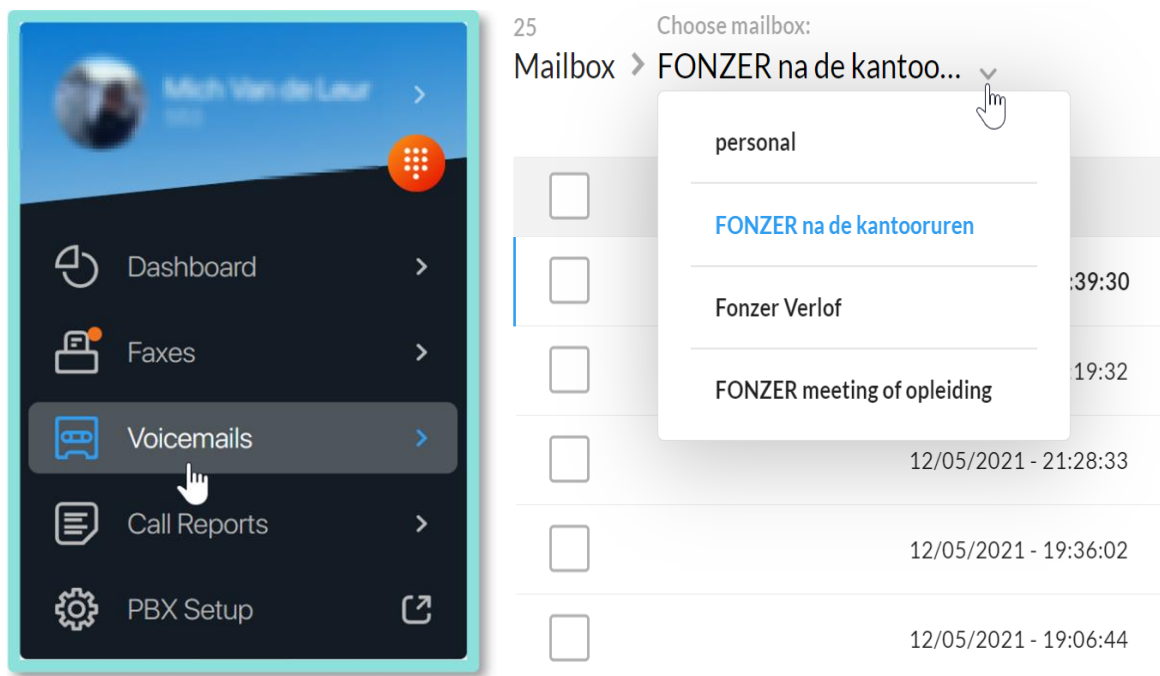 Dashboard
Faxes
Voicemails
Call Reports
PBX Setup
25
Choose mailbox:
Mailbox
FONZER na de kantoo...
personal
FONZER na de kantooruren
Fonzer Verlof
FONZER meeting of opleiding
:39:30
19:32
12/05/2021 - 21:28:33
12/05/2021 - 19:36:02
12/05/2021 - 19:06:44